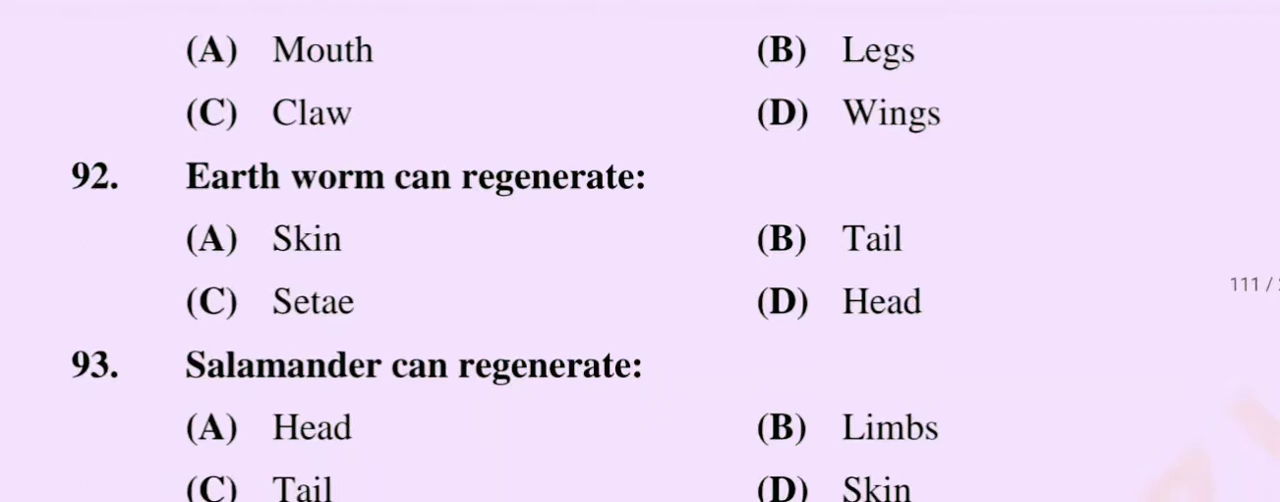 (A) Mouth (B) Legs
(C) Claw (D) Wings
92. Earth worm can regenerate:
(A) Skin (B) Tail
(C) Setae (D) Head
111 /
93. Salamander can regenerate:
(A) Head (B) Limbs
(C) Tail (D) Skin